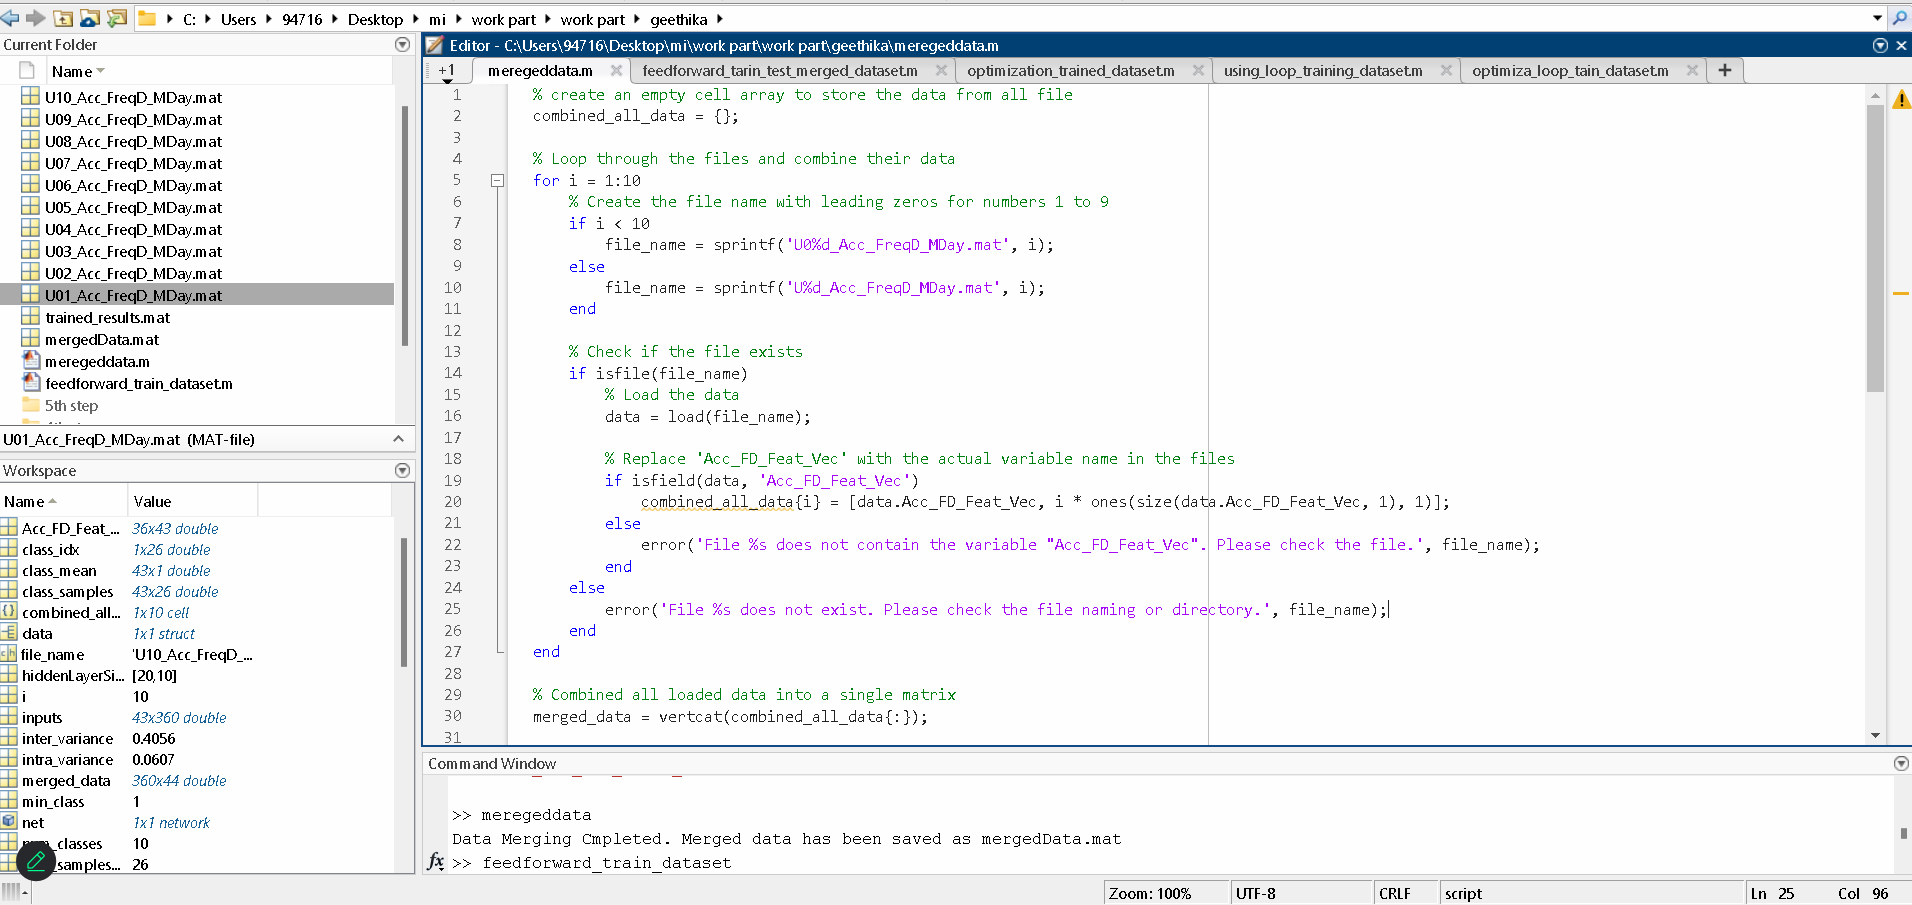 C: Users 94716 Desktop mi work part work part geethika
Current Folder
Name
U10_Acc_FreqD_MDay.mat
U09_Acc_FreqD_MDay.mat
U08_Acc_FreqD_MDay.mat
U07_Acc_FreqD_MDay.mat
U06_Acc_FreqD_MDay.mat
U05_Acc_FreqD_MDay.mat
U04_Acc_FreqD_MDay.mat
U03_Acc_FreqD_MDay.mat
U02_Acc_FreqD_MDay.mat
U01_Acc_FreqD_MDay.mat
trained_results.mat
mergedData.mat
meregeddata.m
feedforward_train_dataset.m
5th step
U01_Acc_FreqD_MDay.mat (MAT-file)
Workspace
Name Value
Acc_FD_Feat_... 36x43 double
class_idx 1x26 double
class_mean 43x1 double
class_samples 43x26 double
combined_all... 1x10 cell
data 1x1 struct
file_name 'U10_Acc_FreqD_...
hiddenLayerSi... [20,10]
i 10
inputs 43x360 double
inter_variance 0.4056
intra_variance 0.0607
merged_data 360x44 double
min_class 1
net 1x1 network
_classes 10
_samples... 26
Editor - C:\Users\94716\Desktop\mi\work part\work part\geethika\meregeddata.m
+1 meregeddata.m feedforward_tarin_test_merged_dataset.m optimization_trained_dataset.m using_loop_training_dataset.m optimiza_loop_tain_dataset.m +
1 % create an empty cell array to store the data from all file
2 combined_all_data = {};
3
4 % Loop through the files and combine their data
5 for i = 1:10
6 % Create the file name with leading zeros for numbers 1 to 9
7 if i < 10
8 file_name = sprintf('U0%d_Acc_FreqD_MDay.mat', i);
9 else
10 file_name = sprintf('U%d_Acc_FreqD_MDay.mat', i);
11 end
12
13 % Check if the file exists
14 if isfile(file_name)
15 % Load the data
16 data = load(file_name);
17
18 % Replace 'Acc_FD_Feat_Vec' with the actual variable name in the files
19 if isfield(data, 'Acc_FD_Feat_Vec')
20 combined_all_data{i} = [data.Acc_FD_Feat_Vec, i * ones(size(data.Acc_FD_Feat_Vec, 1), 1)];
21 else
22 error('File %s does not contain the variable "Acc_FD_Feat_Vec". Please check the file.', file_name);
23 end
24 else
25 error('File %s does not exist. Please check the file naming or directory.', file_name);
26 end
27 end
28
29 % Combined all loaded data into a single matrix
30 merged_data = vertcat(combined_all_data{:});
31
Command Window
>> meregeddata
Data Merging Cmpleted. Merged data has been saved as mergedData.mat
fx >> feedforward_train_dataset
Zoom: 100% UTF-8 CRLF script Ln 25 Col 96